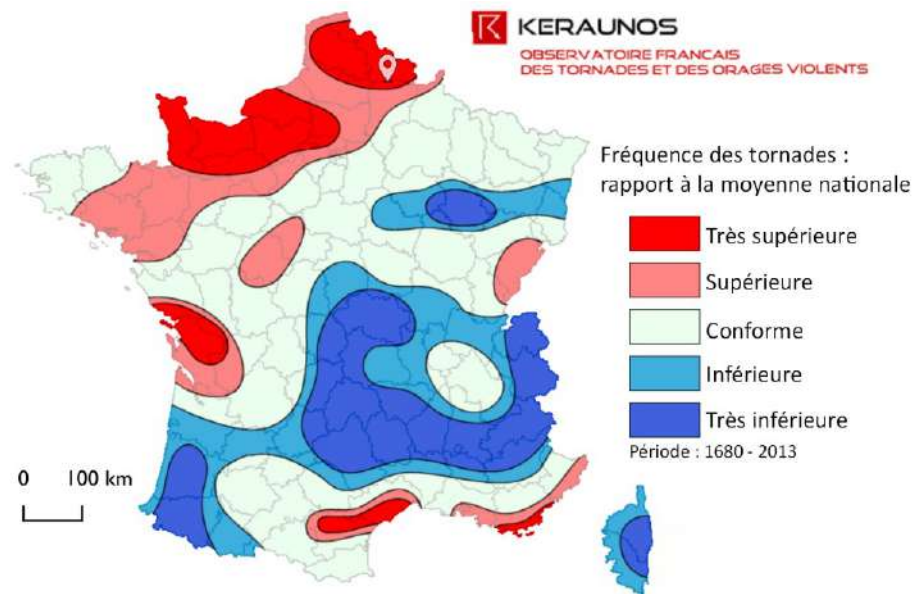 KERAUNOS
OBSERVATOIRE FRANCAIS
DES TORNADES ET DES ORAGES VIOLENTS
Fréquence des tornades :
rapport à la moyenne nationale
Très supérieure
Supérieure
Conforme
Inférieure
Très inférieure
Période : 1680 - 2013
0 100 km